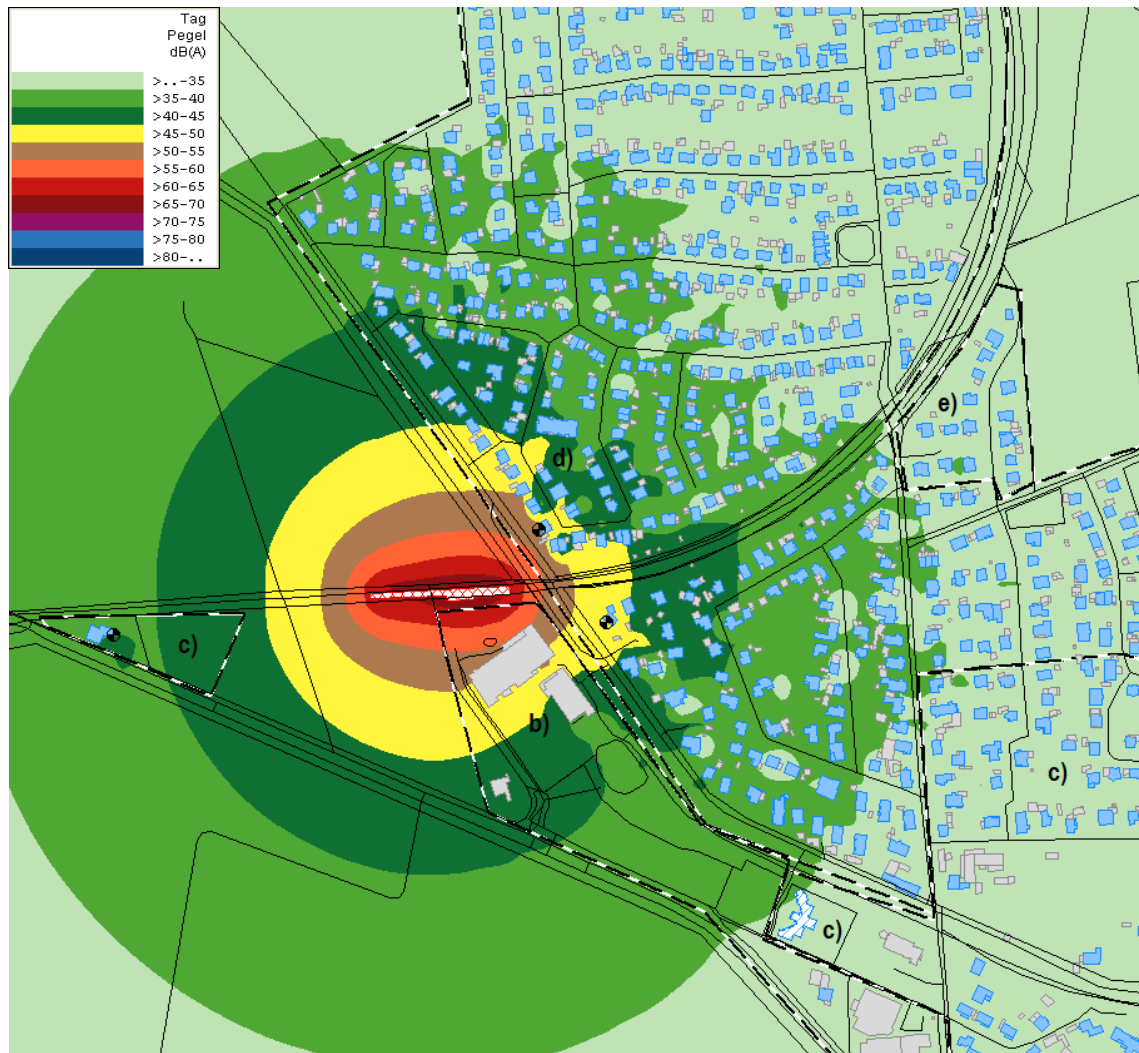 Tag
Pegel
dB(A)
>..-35
>35-40
>40-45
>45-50
>50-55
>55-60
>60-65
>65-70
>70-75
>75-80
>80-..
e)
d)
c)
b)
c)
c)